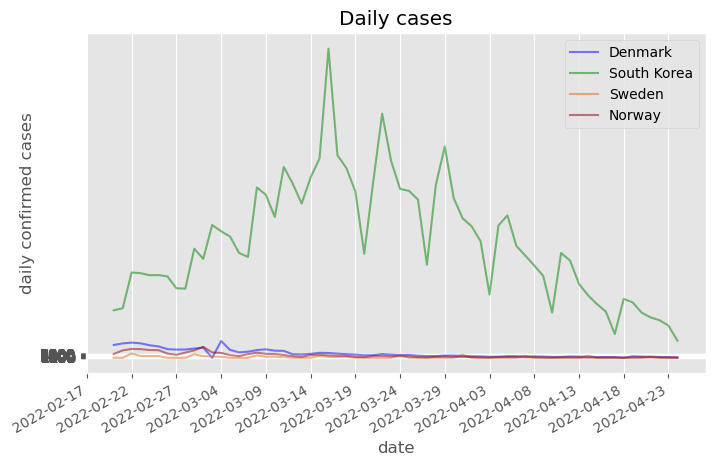 Daily cases
Denmark
South Korea
Sweden
Norway
daily confirmed cases
2022-02-17
2022-02-22
2022-02-27
2022-03-04
2022-03-09
2022-03-14
2022-03-19
2022-03-24
2022-03-29
2022-04-03
2022-04-08
2022-04-13
2022-04-18
2022-04-23
date